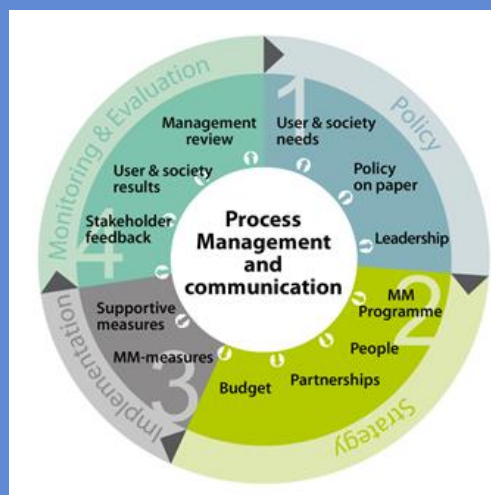 Process
Management
and
communication
1
Policy
User & society
needs
Policy
on paper
Leadership
2
Strategy
MM
Programme
People
Partnerships
Budget
3
Implementation
MM-measures
Supportive
measures
4
Monitoring & Evaluation
Stakeholder
feedback
User & society
results
Management
review